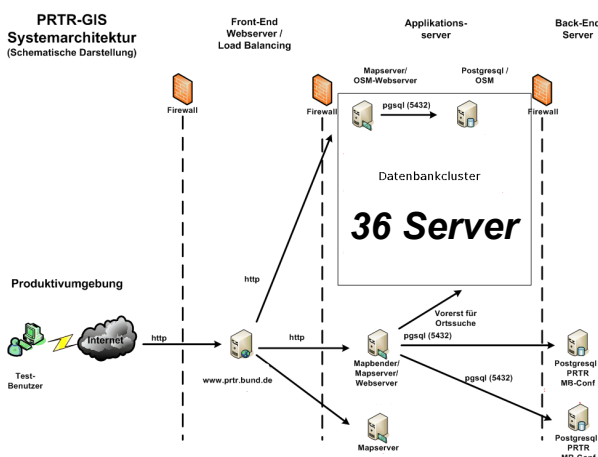 PRTR-GIS
Systemarchitektur
(Schematische Darstellung)
Front-End
Webserver /
Load Balancing
Applikations-
server
Back-End
Server
Firewall
Firewall
Firewall
Mapserver/
OSM-Webserver
Postgresql /
OSM
pgsql (5432)
Datenbankcluster
36 Server
Produktivumgebung
http
Vorerst für
Ortssuche
Internet
http
http
pgsql (5432)
Test-
Benutzer
www.prtr.bund.de
Mapbender/
Mapserver/
Webserver
pgsql (5432)
Postgresql
PRTR
MB-Conf
Mapserver
Postgresql
PRTR
MB-Conf